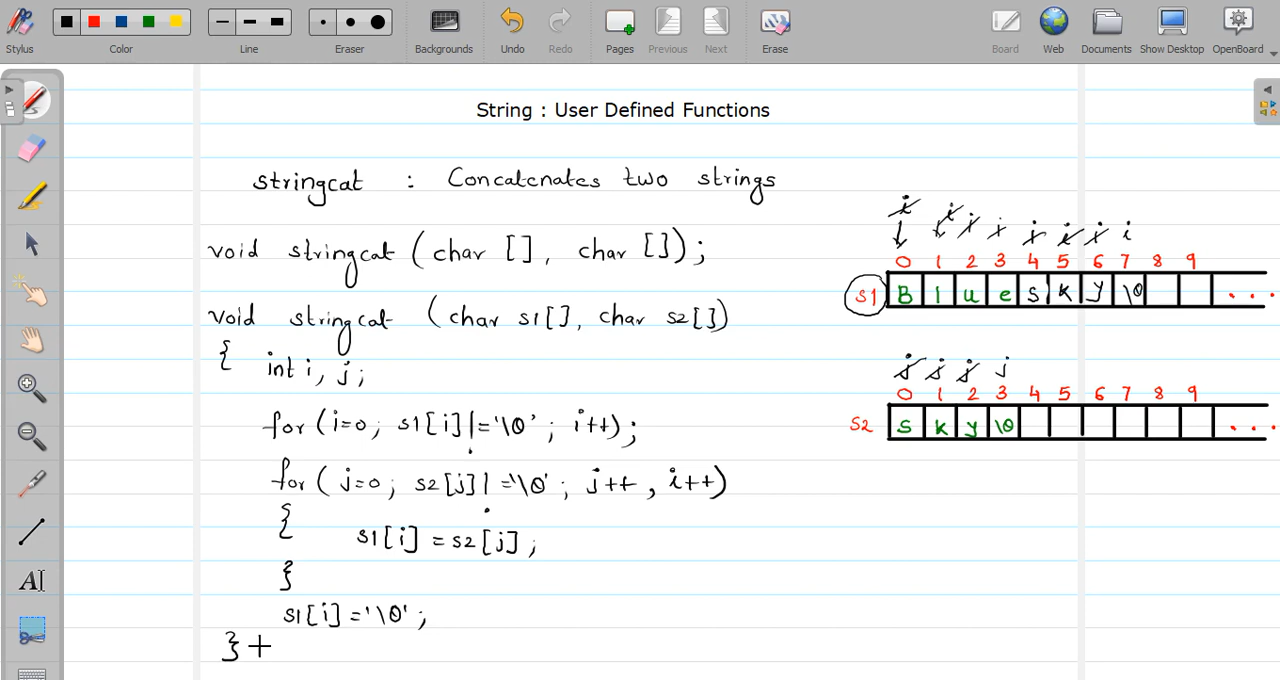 Stylus Color Line Eraser Backgrounds Undo Redo Pages Previous Next Erase Board Web Documents Show Desktop OpenBoard
String : User Defined Functions
stringcat : Concatenates two strings
void stringcat (char [], char []);
void stringcat (char s1[], char s2[])
{ int i, j;
for (i=0; s1[i]!='\0' ; i++);
for ( j=0; s2[j]!='\0' ; j++, i++)
{ s1[i] = s2[j];
}
s1[i]='\0' ;
} +
i i i i i i i i
0 1 2 3 4 5 6 7 8 9
S1 B l u e s k y \0 ...
j j j j
0 1 2 3 4 5 6 7 8 9
S2 s k y \0 ...
AI